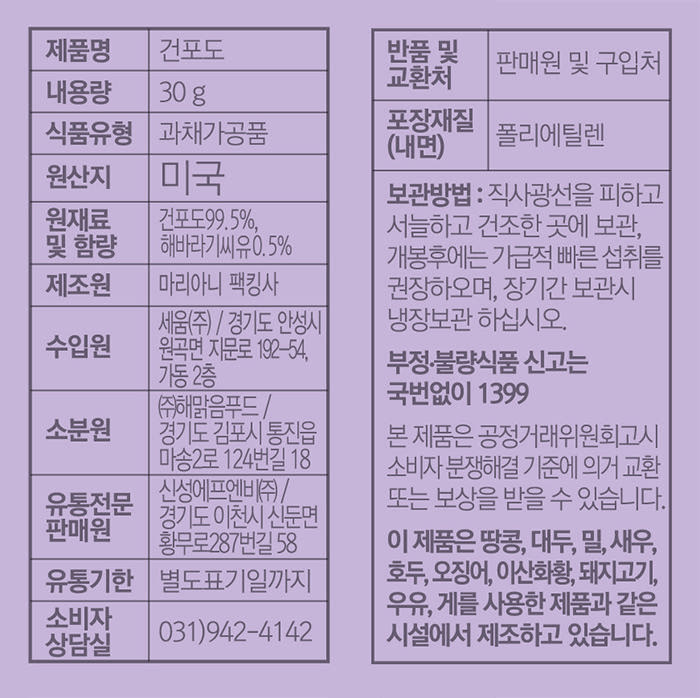 제품명 건포도
내용량 30 g
식품유형 과채가공품
원산지 미국
원재료 및 함량
건포도99.5%,
해바라기씨유0.5%
제조원 마리아니 팩킹사
수입원
세움(주) / 경기도 안성시
원곡면 지문로 192-54,
가동 2층
소분원
㈜해맑음푸드 /
경기도 김포시 통진읍
마송2로 124번길 18
유통전문 판매원
신성에프엔비㈜ /
경기도 이천시 신둔면
황무로287번길 58
유통기한 별도표기일까지
소비자 상담실 031)942-4142
반품 및 교환처 판매원 및 구입처
포장재질 (내면) 폴리에틸렌
보관방법 : 직사광선을 피하고
서늘하고 건조한 곳에 보관,
개봉후에는 가급적 빠른 섭취를
권장하오며, 장기간 보관시
냉장보관 하십시오.
부정·불량식품 신고는
국번없이 1399
본 제품은 공정거래위원회고시
소비자 분쟁해결 기준에 의거 교환
또는 보상을 받을 수 있습니다.
이 제품은 땅콩, 대두, 밀, 새우,
호두, 오징어, 이산화황, 돼지고기,
우유, 게를 사용한 제품과 같은
시설에서 제조하고 있습니다.